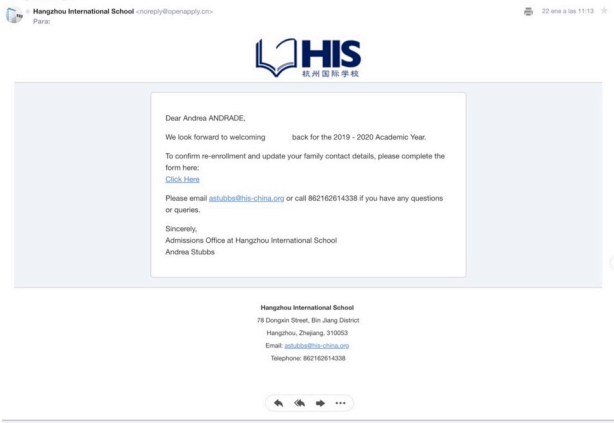 Hangzhou International School <noreply@openapply.cn>
22 ene a las 11:13
Para:
HIS
杭州国际学校
Dear Andrea ANDRADE,
We look forward to welcoming back for the 2019 - 2020 Academic Year.
To confirm re-enrollment and update your family contact details, please complete the
form here:
Click Here
Please email astubbs@his-china.org or call 862162614338 if you have any questions
or queries.
Sincerely,
Admissions Office at Hangzhou International School
Andrea Stubbs
Hangzhou International School
78 Dongxin Street, Bin Jiang District
Hangzhou, Zhejiang, 310053
Email: astubbs@his-china.org
Telephone: 862162614338